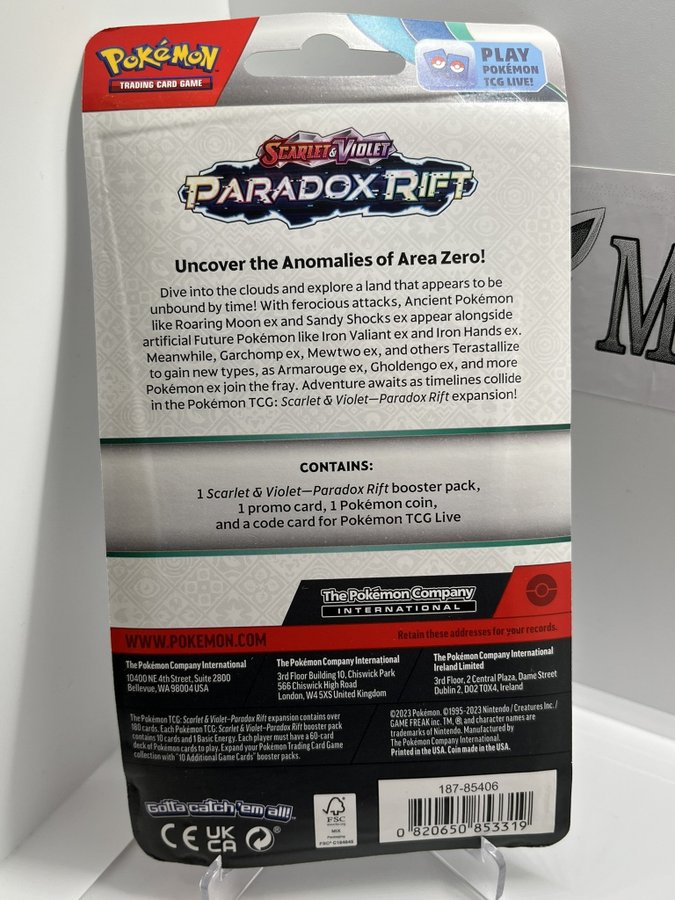 POKéMON
TRADING CARD GAME
PLAY
POKÉMON
TCG LIVE!
SCARLET & VIOLET
PARADOX RIFT
Uncover the Anomalies of Area Zero!
Dive into the clouds and explore a land that appears to be
unbound by time! With ferocious attacks, Ancient Pokémon
like Roaring Moon ex and Sandy Shocks ex appear alongside
artificial Future Pokémon like Iron Valiant ex and Iron Hands ex.
Meanwhile, Garchomp ex, Mewtwo ex, and others Terastallize
to gain new types, as Armarouge ex, Gholdengo ex, and more
Pokémon ex join the fray. Adventure awaits as timelines collide
in the Pokémon TCG: Scarlet & Violet—Paradox Rift expansion!
M
CONTAINS:
1 Scarlet & Violet—Paradox Rift booster pack,
1 promo card, 1 Pokémon coin,
and a code card for Pokémon TCG Live
The Pokémon Company
INTERNATIONAL
WWW.POKEMON.COM
Retain these addresses for your records.
The Pokémon Company International
10400 NE 4th Street, Suite 2800
Bellevue, WA 98004 USA
The Pokémon Company International
3rd Floor Building 10, Chiswick Park
566 Chiswick High Road
London, W4 5XS United Kingdom
The Pokémon Company International
Ireland Limited
3rd Floor, 2 Central Plaza, Dame Street
Dublin 2, D02 T0X4, Ireland
The Pokémon TCG: Scarlet & Violet—Paradox Rift expansion contains over
180 cards. Each Pokémon TCG: Scarlet & Violet—Paradox Rift booster pack
contains 10 cards and 1 Basic Energy. Each player must have a 60-card
deck of Pokémon cards to play. Expand your Pokémon Trading Card Game
collection with "10 Additional Game Cards" booster packs.
©2023 Pokémon. ©1995-2023 Nintendo / Creatures Inc. /
GAME FREAK inc. TM, ®, and character names are
trademarks of Nintendo. Manufactured by
The Pokémon Company International.
Printed in the USA. Coin made in the USA.
Gotta catch 'em all!
CE UK
CA
FSC
MIX
Packaging
187-85406
0 820650 853319